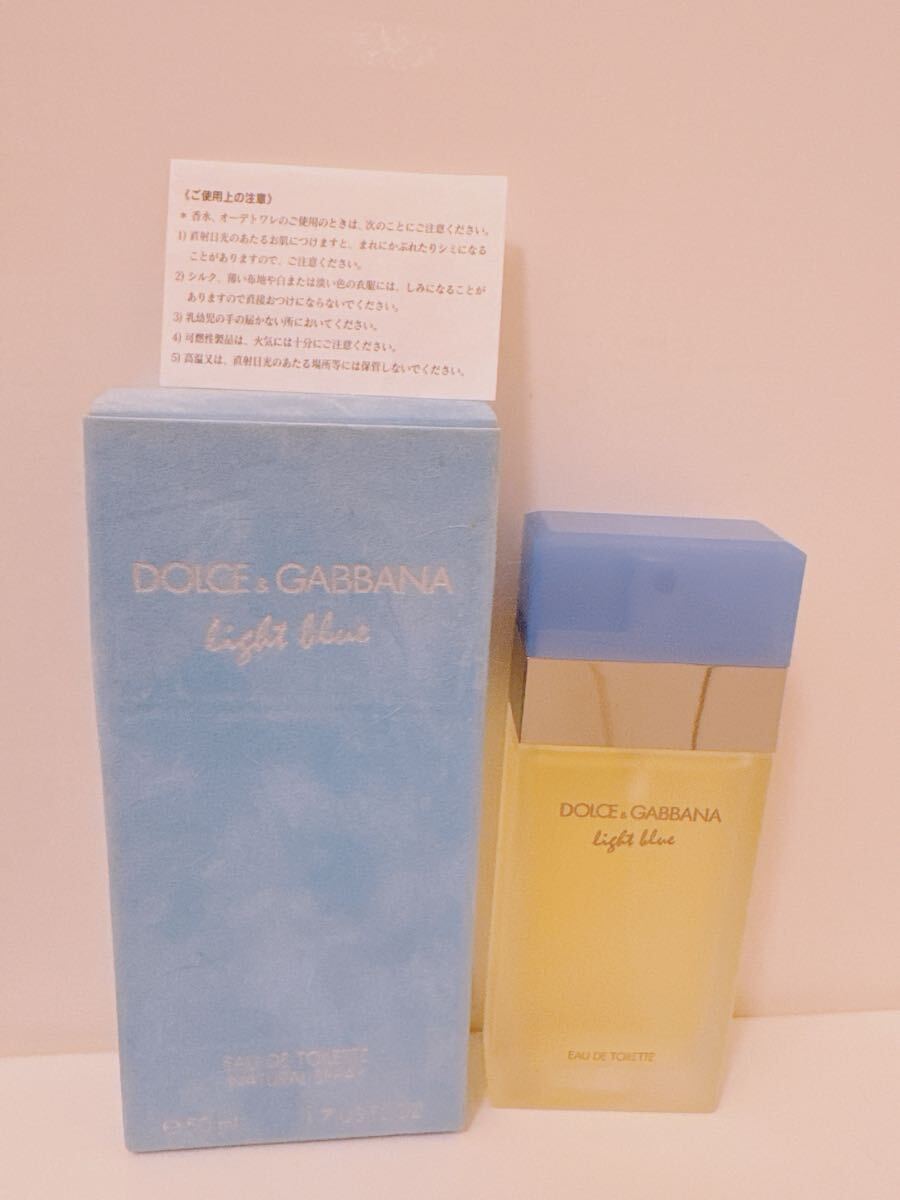 《ご使用上の注意》
＊ 香水、オーデトワレのご使用のときは、次のことにご注意ください。
1) 直射日光のあたるお肌につけますと、まれにかぶれたりシミになる
ことがありますので、ご注意ください。
2) シルク、薄い布地や白または淡い色の衣服には、しみになることが
ありますので直接おつけにならないでください。
3) 乳幼児の手の届かない所においてください。
4) 可燃性製品は、火気には十分にご注意ください。
5) 高温又は、直射日光のあたる場所等には保管しないでください。
DOLCE & GABBANA
light blue
EAU DE TOILETTE
NATURAL SPRAY
℮ 50 ml 1.7 US FL OZ
DOLCE & GABBANA
light blue
EAU DE TOILETTE